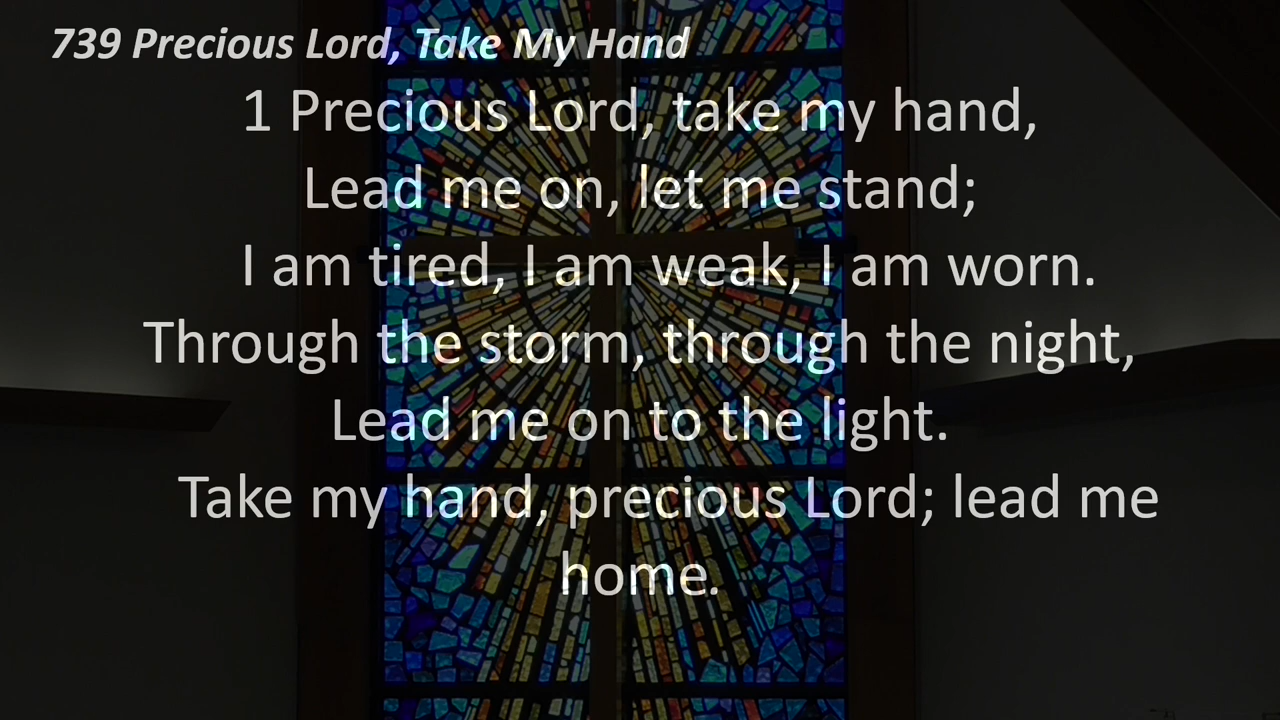 739 Precious Lord, Take My Hand
1 Precious Lord, take my hand,
Lead me on, let me stand;
I am tired, I am weak, I am worn.
Through the storm, through the night,
Lead me on to the light.
Take my hand, precious Lord; lead me
home.